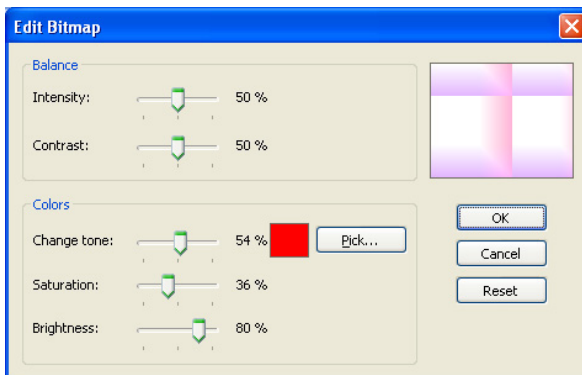 Edit Bitmap
Balance
Intensity: 50 %
Contrast: 50 %
Colors
Change tone: 54 % Pick...
Saturation: 36 %
Brightness: 80 %
OK
Cancel
Reset